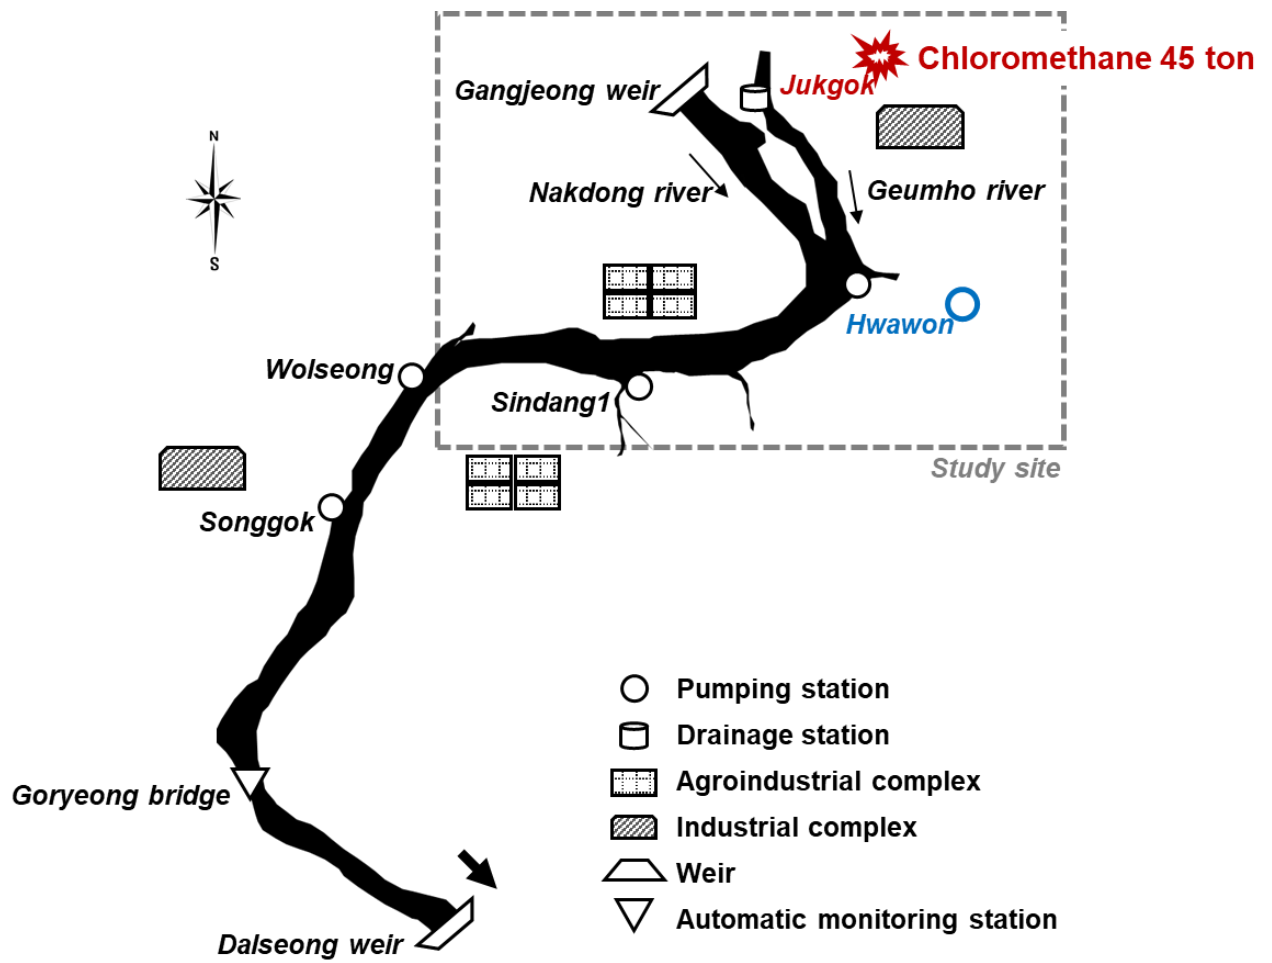 Chloromethane 45 ton
Jukgok
Gangjeong weir
N
Nakdong river
Geumho river
S
Hwawon
Wolseong
Sindang1
Study site
Songgok
Pumping station
Drainage station
Agroindustrial complex
Goryeong bridge
Industrial complex
Weir
Automatic monitoring station
Dalseong weir